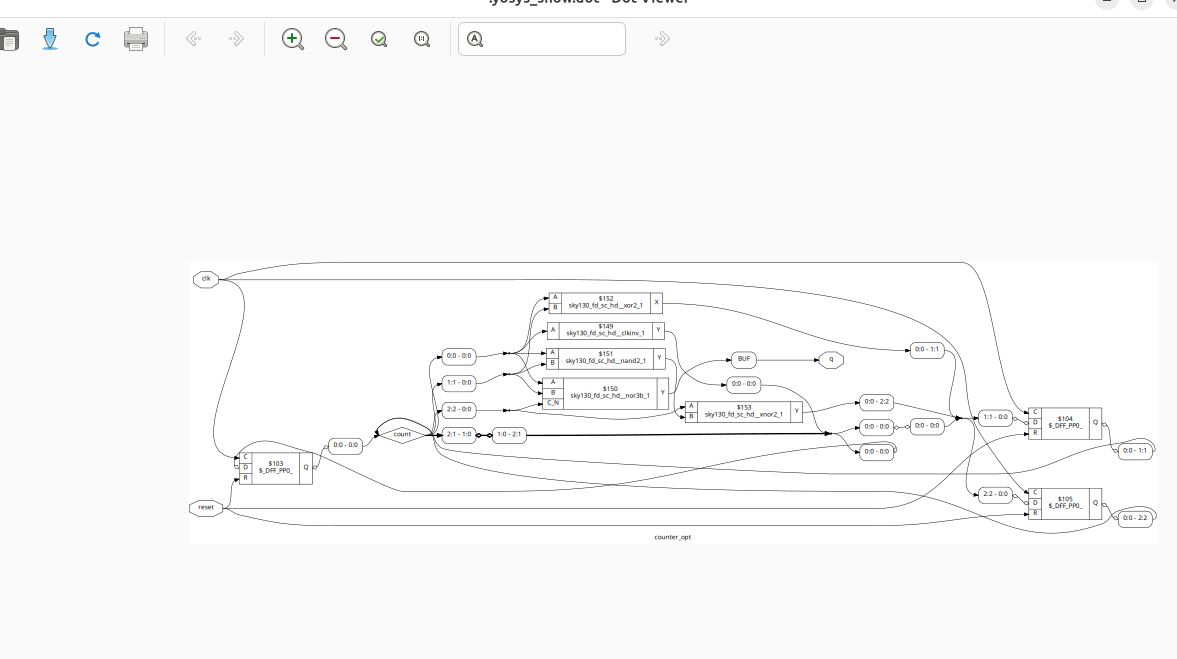 .yosys_show.dot - Dot Viewer
clk
$152
A
B
sky130_fd_sc_hd__xor2_1
X
$149
A
sky130_fd_sc_hd__clkinv_1
Y
$151
A
B
sky130_fd_sc_hd__nand2_1
Y
$150
A
B
C_N
sky130_fd_sc_hd__nor3b_1
Y
0:0 - 0:0
1:1 - 0:0
2:2 - 0:0
2:1 - 1:0
1:0 - 2:1
BUF
q
0:0 - 0:0
$153
A
B
sky130_fd_sc_hd__xnor2_1
Y
0:0 - 1:1
0:0 - 2:2
0:0 - 0:0
0:0 - 0:0
0:0 - 0:0
count
0:0 - 0:0
$103
C
D
R
$_DFF_PP0_
Q
reset
1:1 - 0:0
$104
C
D
R
$_DFF_PP0_
Q
0:0 - 1:1
2:2 - 0:0
$105
C
D
R
$_DFF_PP0_
Q
0:0 - 2:2
counter_opt